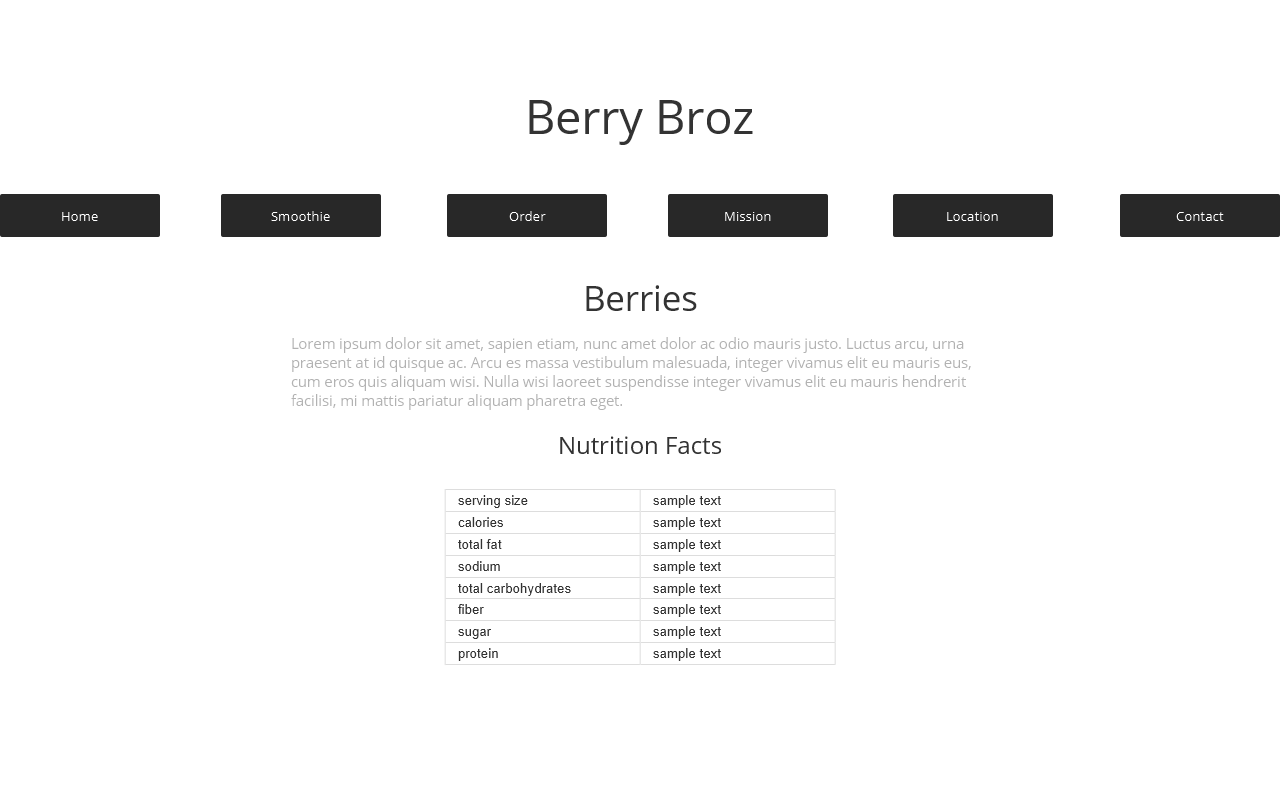 Berry Broz
Home Smoothie Order Mission Location Contact
Berries
Lorem ipsum dolor sit amet, sapien etiam, nunc amet dolor ac odio mauris justo. Luctus arcu, urna
praesent at id quisque ac. Arcu es massa vestibulum malesuada, integer vivamus elit eu mauris eus,
cum eros quis aliquam wisi. Nulla wisi laoreet suspendisse integer vivamus elit eu mauris hendrerit
facilisi, mi mattis pariatur aliquam pharetra eget.
Nutrition Facts
serving size sample text
calories sample text
total fat sample text
sodium sample text
total carbohydrates sample text
fiber sample text
sugar sample text
protein sample text